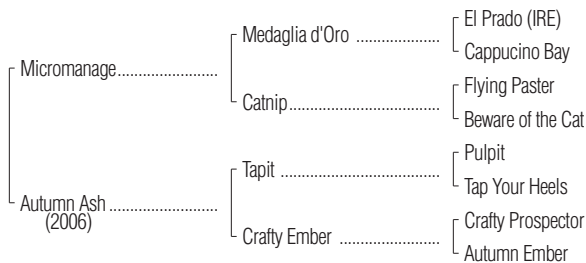 El Prado (IRE)
Medaglia d'Oro ......................
Cappucino Bay
Micromanage..........................
Flying Paster
Catnip.....................................
Beware of the Cat
Pulpit
Tapit ..........................................
Tap Your Heels
Autumn Ash ............................
(2006)
Crafty Prospector
Crafty Ember ..........................
Autumn Ember